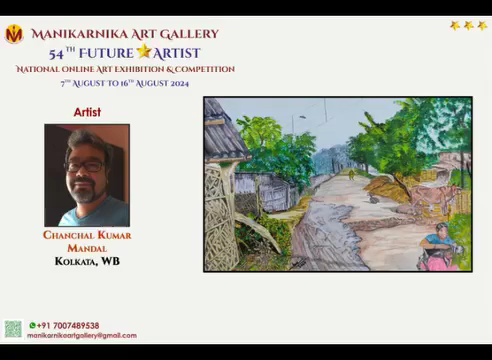 MANIKARNIKA ART GALLERY
54TH FUTURE ARTIST
NATIONAL ONLINE ART EXHIBITION & COMPETITION
7TH AUGUST TO 16TH AUGUST 2024
Artist
CHANCHAL KUMAR
MANDAL
KOLKATA, WB
+91 7007489538
manikarnikaartgallery@gmail.com